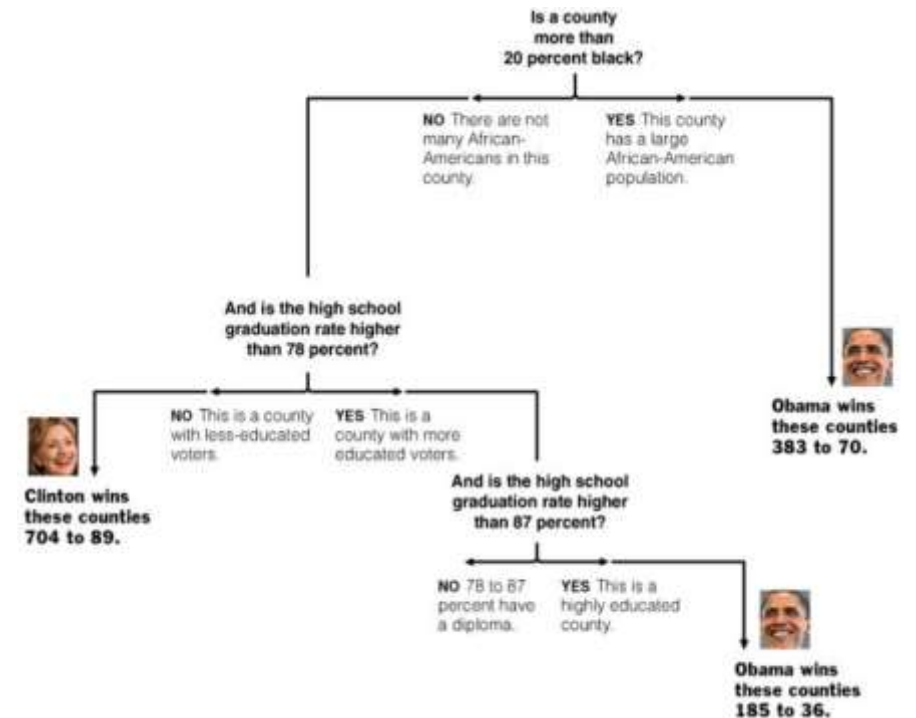 Is a county
more than
20 percent black?
NO There are not
many African-
Americans in this
county.
YES This county
has a large
African-American
population.
And is the high school
graduation rate higher
than 78 percent?
Obama wins
these counties
383 to 70.
NO This is a county
with less-educated
voters.
YES This is a
county with more
educated voters.
Clinton wins
these counties
704 to 89.
And is the high school
graduation rate higher
than 87 percent?
NO 78 to 87
percent have
a diploma.
YES This is a
highly educated
county.
Obama wins
these counties
185 to 36.